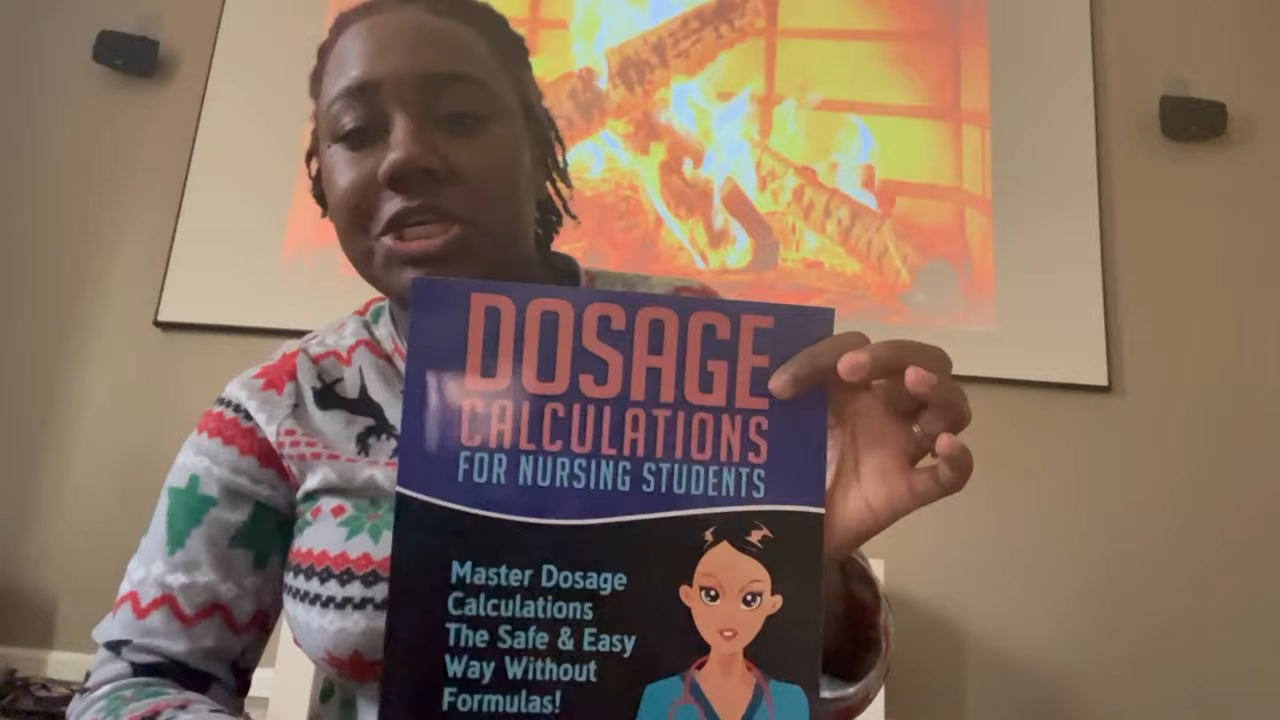 DOSAGE
CALCULATIONS
FOR NURSING STUDENTS
Master Dosage
Calculations
The Safe & Easy
Way Without
Formulas!